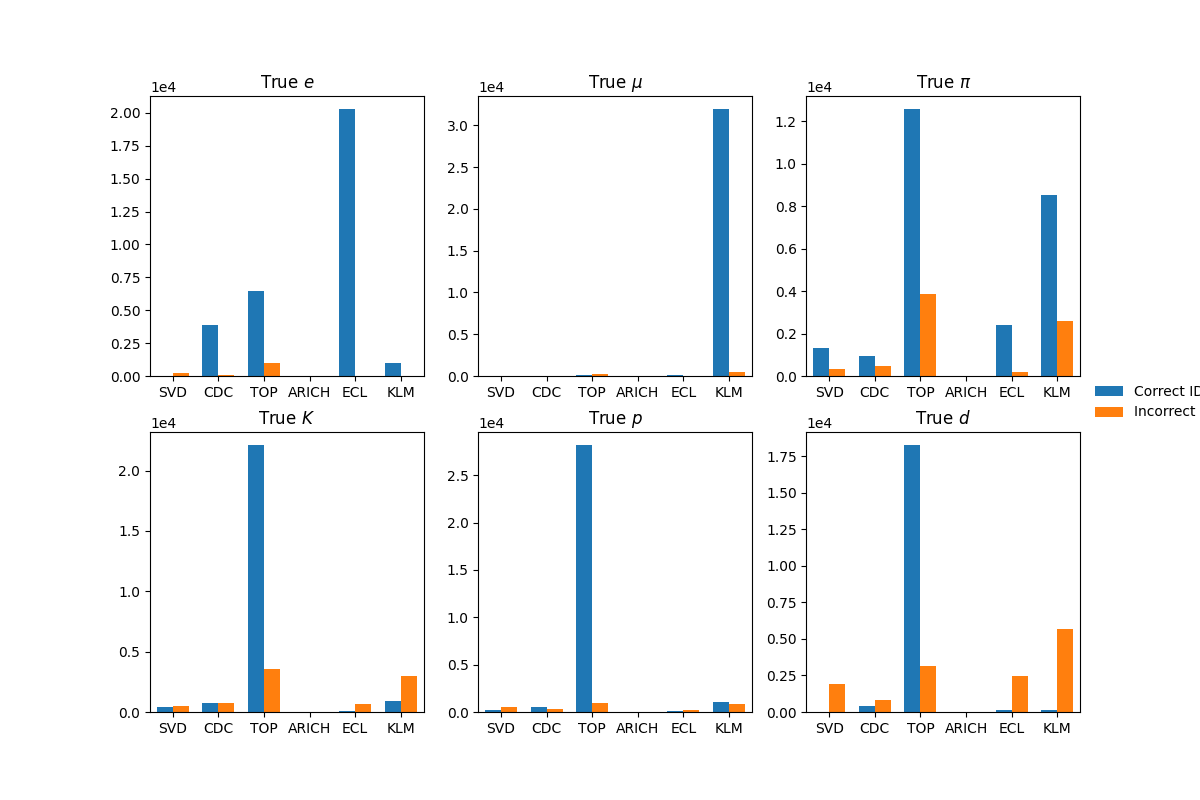 True e
1e4
2.00
1.75
1.50
1.25
1.00
0.75
0.50
0.25
0.00
SVD CDC TOP ARICH ECL KLM
True μ
1e4
3.0
2.5
2.0
1.5
1.0
0.5
0.0
SVD CDC TOP ARICH ECL KLM
True π
1e4
1.2
1.0
0.8
0.6
0.4
0.2
0.0
SVD CDC TOP ARICH ECL KLM
Correct ID
Incorrect
True K
1e4
2.0
1.5
1.0
0.5
0.0
SVD CDC TOP ARICH ECL KLM
True p
1e4
2.5
2.0
1.5
1.0
0.5
0.0
SVD CDC TOP ARICH ECL KLM
True d
1e4
1.75
1.50
1.25
1.00
0.75
0.50
0.25
0.00
SVD CDC TOP ARICH ECL KLM